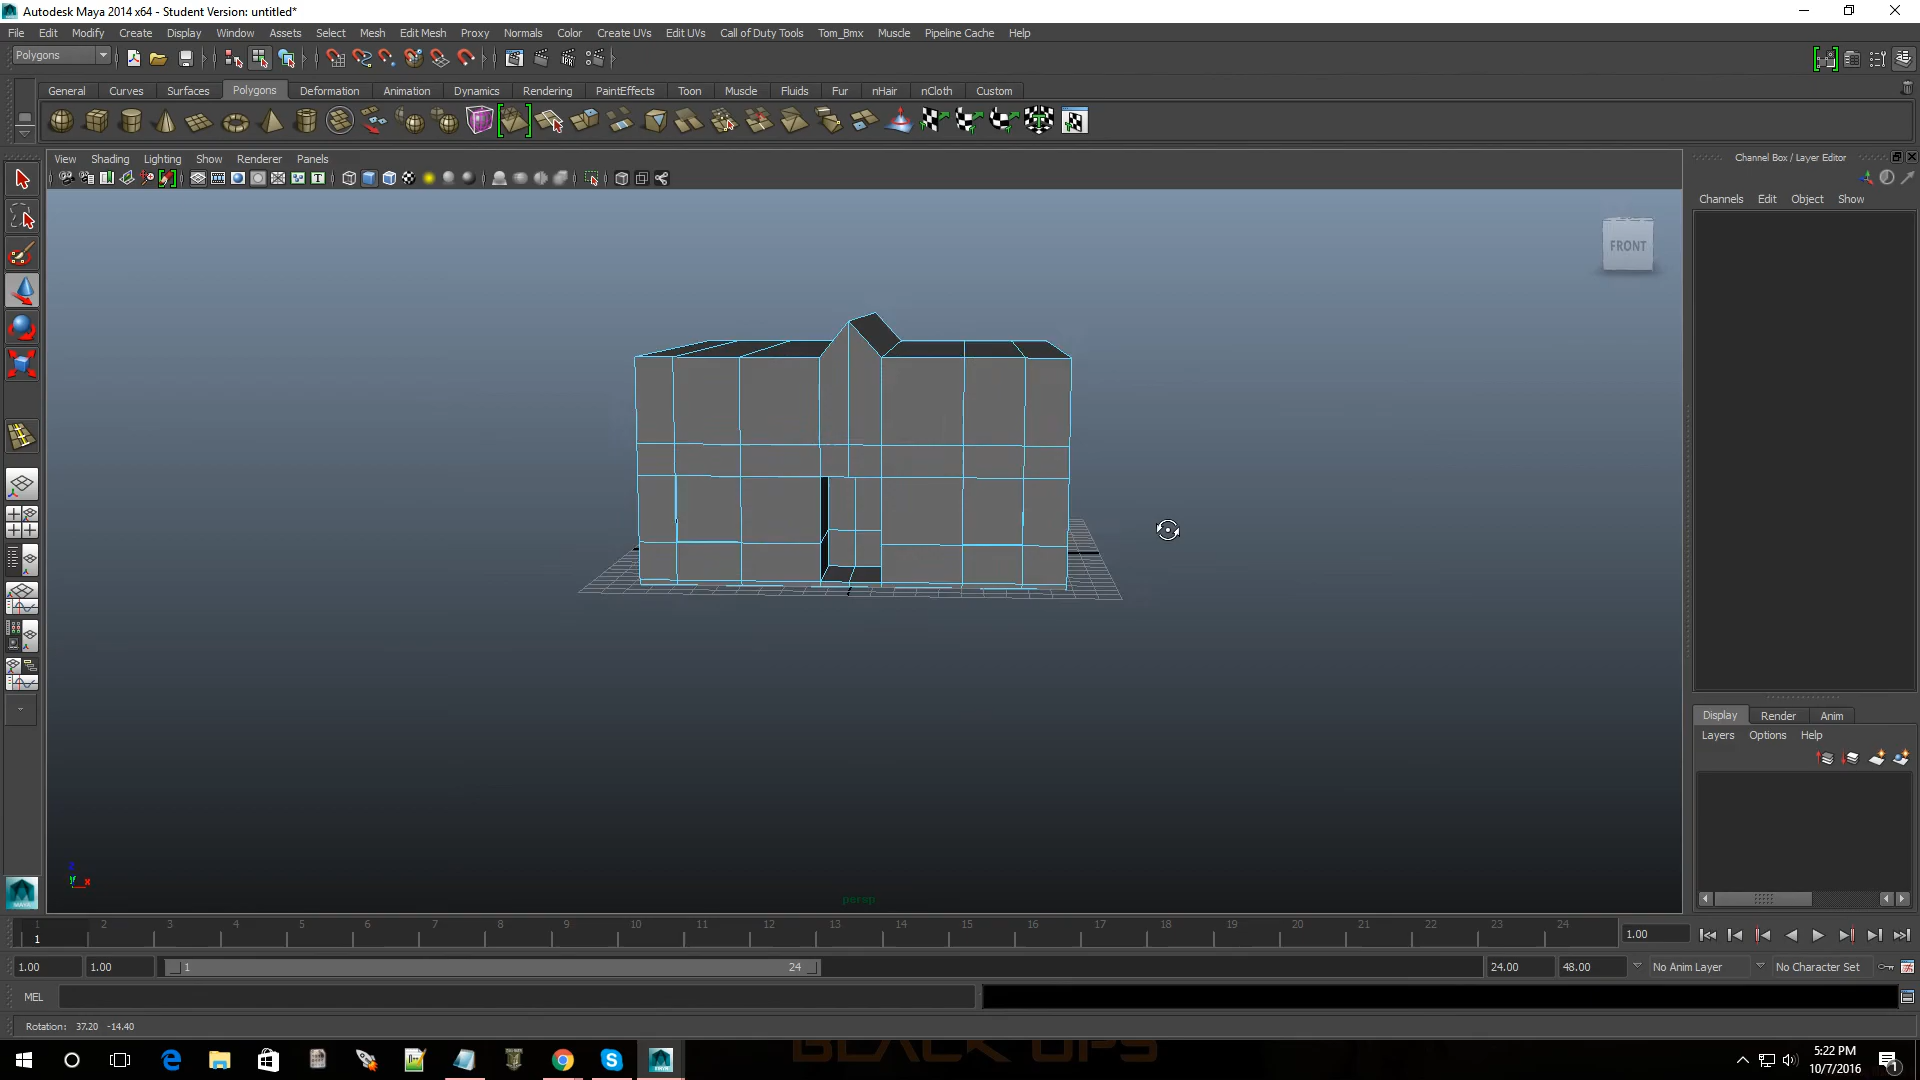 Autodesk Maya 2014 x64 - Student Version: untitled*
File Edit Modify Create Display Window Assets Select Mesh Edit Mesh Proxy Normals Color Create UVs Edit UVs Call of Duty Tools Tom_Bmx Muscle Pipeline Cache Help
Polygons
General Curves Surfaces Polygons Deformation Animation Dynamics Rendering PaintEffects Toon Muscle Fluids Fur nHair nCloth Custom
View Shading Lighting Show Renderer Panels
Channel Box / Layer Editor
Channels Edit Object Show
FRONT
persp
Display Render Anim
Layers Options Help
1 2 3 4 5 6 7 8 9 10 11 12 13 14 15 16 17 18 19 20 21 22 23 24
1
1.00
1.00 1.00 1 24 24.00 48.00 No Anim Layer No Character Set
MEL
Rotation: 37.20 -14.40
BLACK OPS
5:22 PM
10/7/2016
1